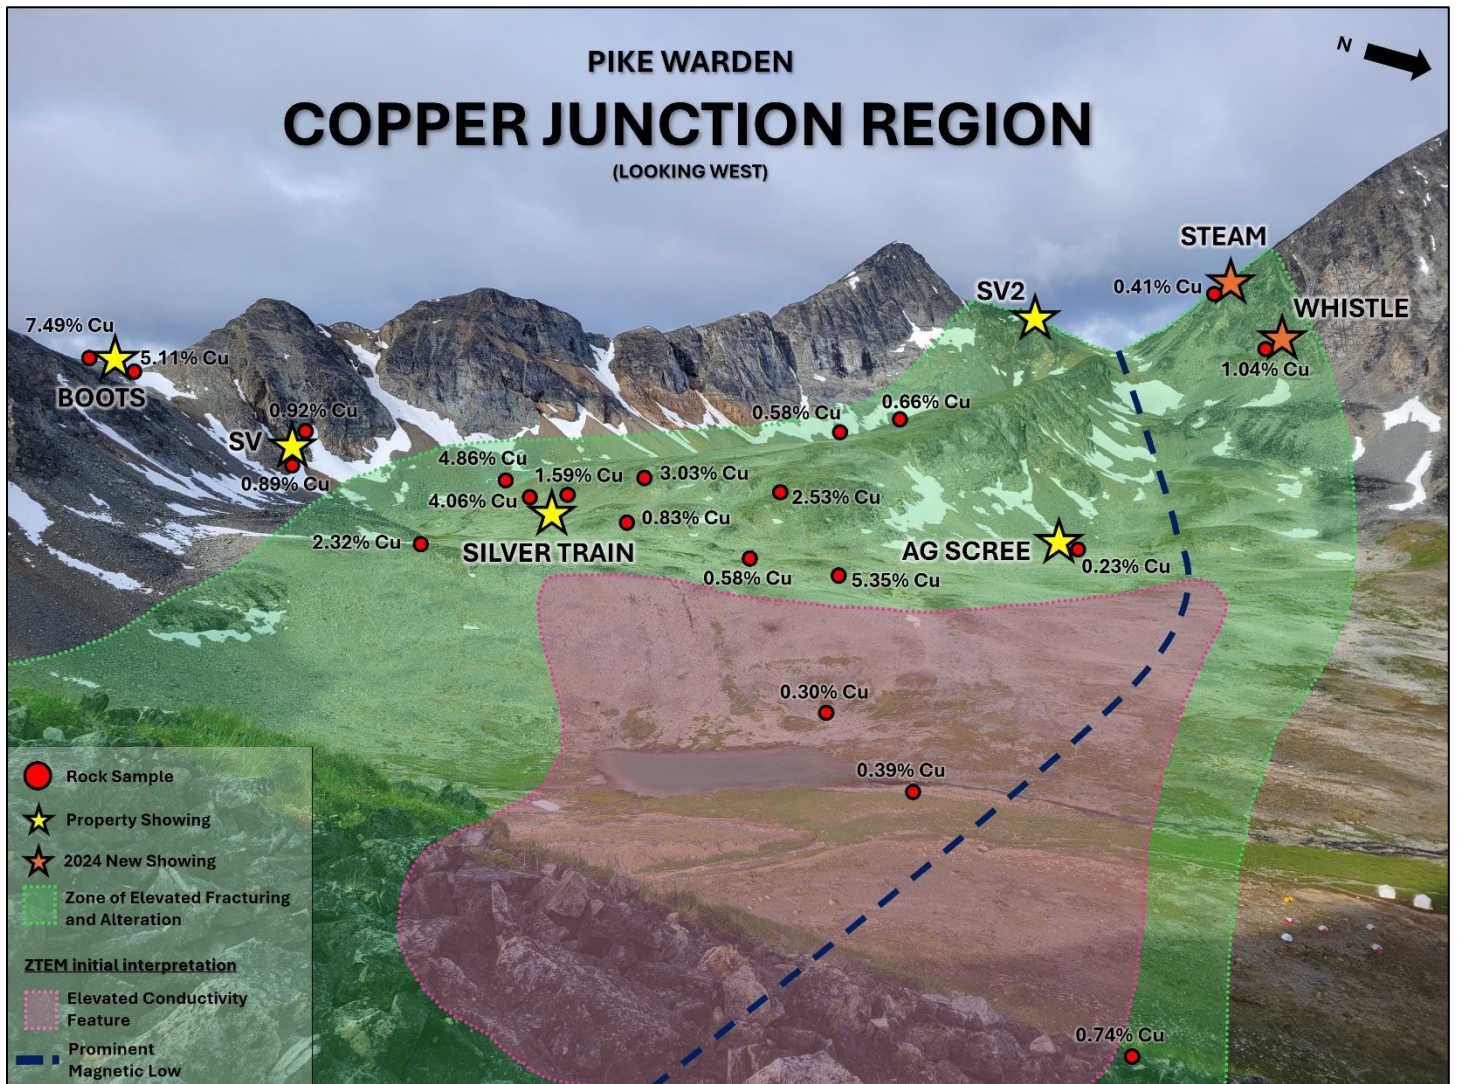 PIKE WARDEN
N
COPPER JUNCTION REGION
(LOOKING WEST)
STEAM
0.41% Cu
SV2
WHISTLE
7.49% Cu
5.11% Cu
1.04% Cu
BOOTS
0.92% Cu
0.58% Cu
0.66% Cu
SV
4.86% Cu
1.59% Cu
3.03% Cu
0.89% Cu
4.06% Cu
2.53% Cu
0.83% Cu
2.32% Cu
SILVER TRAIN
AG SCREE
0.23% Cu
0.58% Cu
5.35% Cu
0.30% Cu
0.39% Cu
0.74% Cu
Rock Sample
Property Showing
2024 New Showing
Zone of Elevated Fracturing
and Alteration
ZTEM initial interpretation
Elevated Conductivity
Feature
Prominent
Magnetic Low